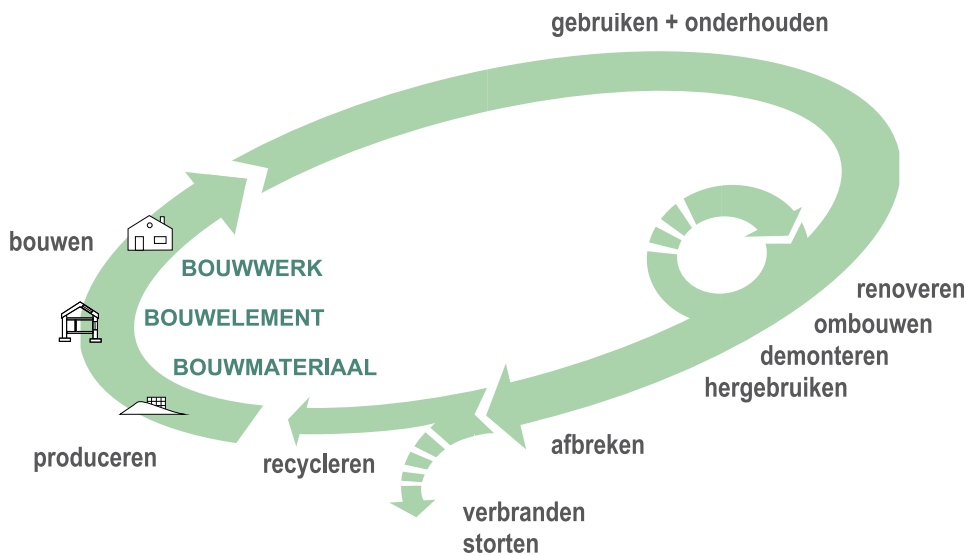 gebruiken + onderhouden
bouwen
BOUWWERK
BOUWELEMENT
BOUWMATERIAAL
renoveren
ombouwen
demonteren
hergebruiken
afbreken
recycleren
produceren
verbranden
storten